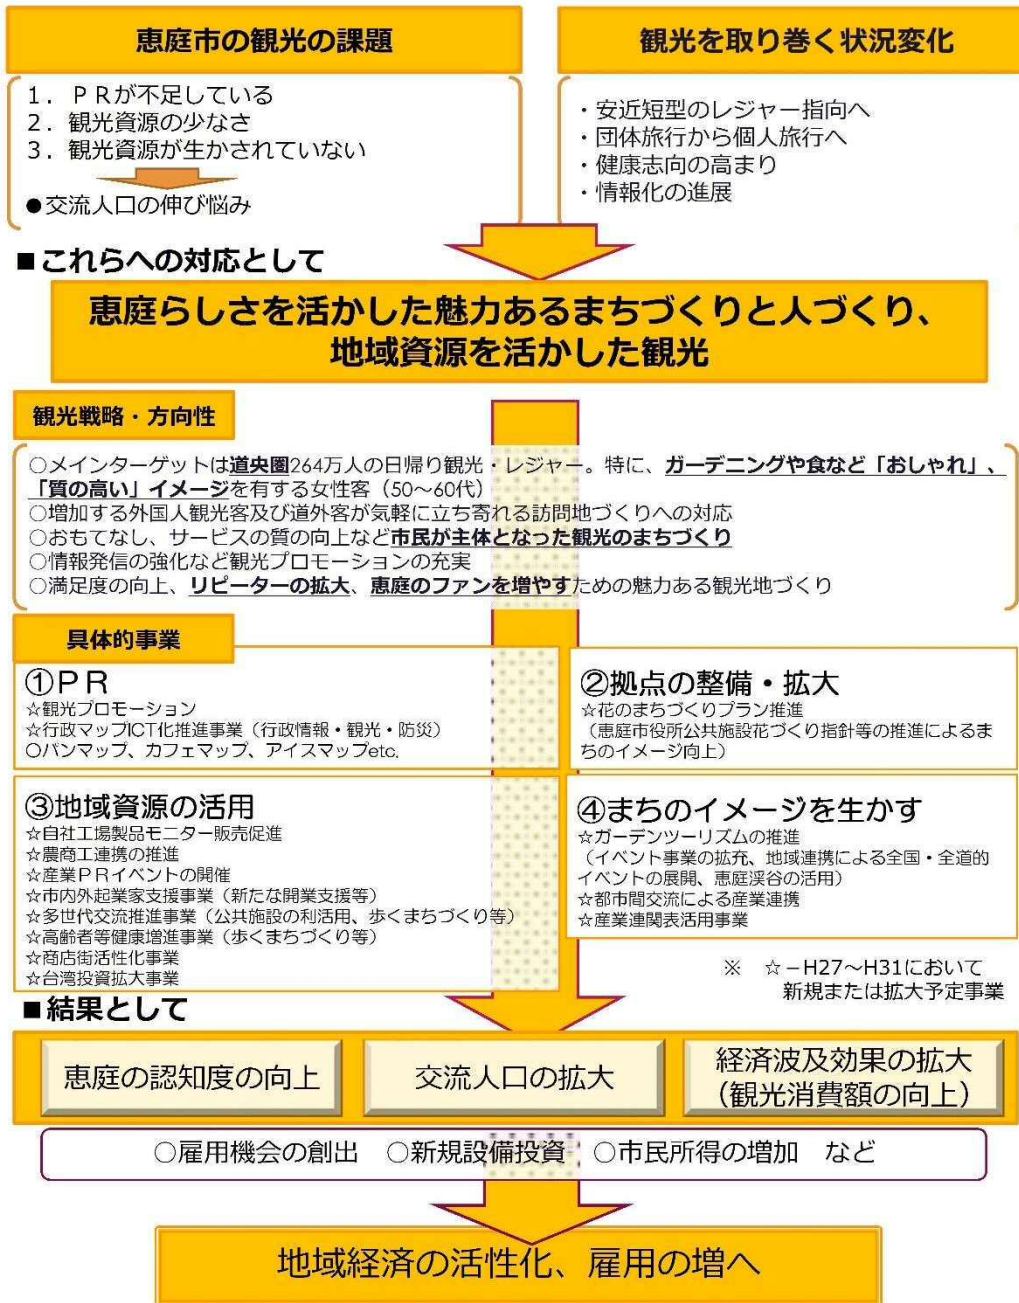 恵庭市の観光の課題
1．ＰＲが不足している
2．観光資源の少なさ
3．観光資源が生かされていない
●交流人口の伸び悩み
観光を取り巻く状況変化
・安近短型のレジャー指向へ
・団体旅行から個人旅行へ
・健康志向の高まり
・情報化の進展
■これらへの対応として
恵庭らしさを活かした魅力あるまちづくりと人づくり、
地域資源を活かした観光
観光戦略・方向性
○メインターゲットは道央圏264万人の日帰り観光・レジャー。特に、ガーデニングや食など「おしゃれ」、
「質の高い」イメージを有する女性客（50～60代）
○増加する外国人観光客及び道外客が気軽に立ち寄れる訪問地づくりへの対応
○おもてなし、サービスの質の向上など市民が主体となった観光のまちづくり
○情報発信の強化など観光プロモーションの充実
○満足度の向上、リピーターの拡大、恵庭のファンを増やすための魅力ある観光地づくり
具体的事業
①ＰＲ
☆観光プロモーション
☆行政マップICT化推進事業（行政情報・観光・防災）
○パンマップ、カフェマップ、アイスマップetc.
②拠点の整備・拡大
☆花のまちづくりプラン推進
（恵庭市役所公共施設花づくり指針等の推進によるま
ちのイメージ向上）
③地域資源の活用
☆自社工場製品モニター販売促進
☆農商工連携の推進
☆産業ＰＲイベントの開催
☆市内外起業家支援事業（新たな開業支援等）
☆多世代交流推進事業（公共施設の利活用、歩くまちづくり等）
☆高齢者等健康増進事業（歩くまちづくり等）
☆商店街活性化事業
☆台湾投資拡大事業
④まちのイメージを生かす
☆ガーデンツーリズムの推進
（イベント事業の拡充、地域連携による全国・全道的
イベントの展開、恵庭渓谷の活用）
☆都市間交流による産業連携
☆産業連関表活用事業
※　☆－H27～H31において
新規または拡大予定事業
■結果として
恵庭の認知度の向上
交流人口の拡大
経済波及効果の拡大
（観光消費額の向上）
○雇用機会の創出　○新規設備投資　○市民所得の増加　など
地域経済の活性化、雇用の増へ